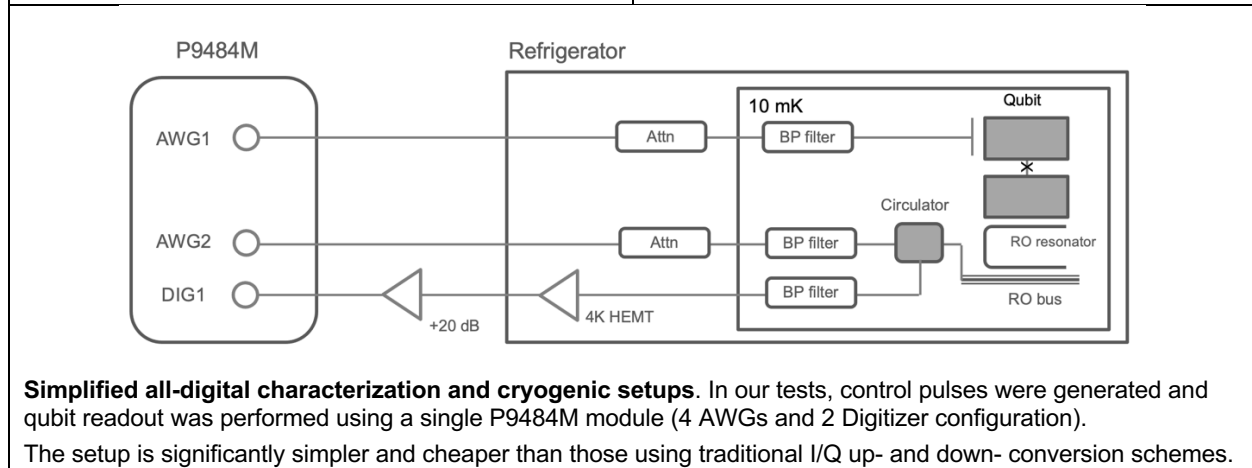 P9484M
Refrigerator
10 mK
Qubit
AWG1
Attn
BP filter
Circulator
AWG2
Attn
BP filter
RO resonator
DIG1
+20 dB
4K HEMT
BP filter
RO bus
Simplified all-digital characterization and cryogenic setups. In our tests, control pulses were generated and
qubit readout was performed using a single P9484M module (4 AWGs and 2 Digitizer configuration).
The setup is significantly simpler and cheaper than those using traditional I/Q up- and down- conversion schemes.